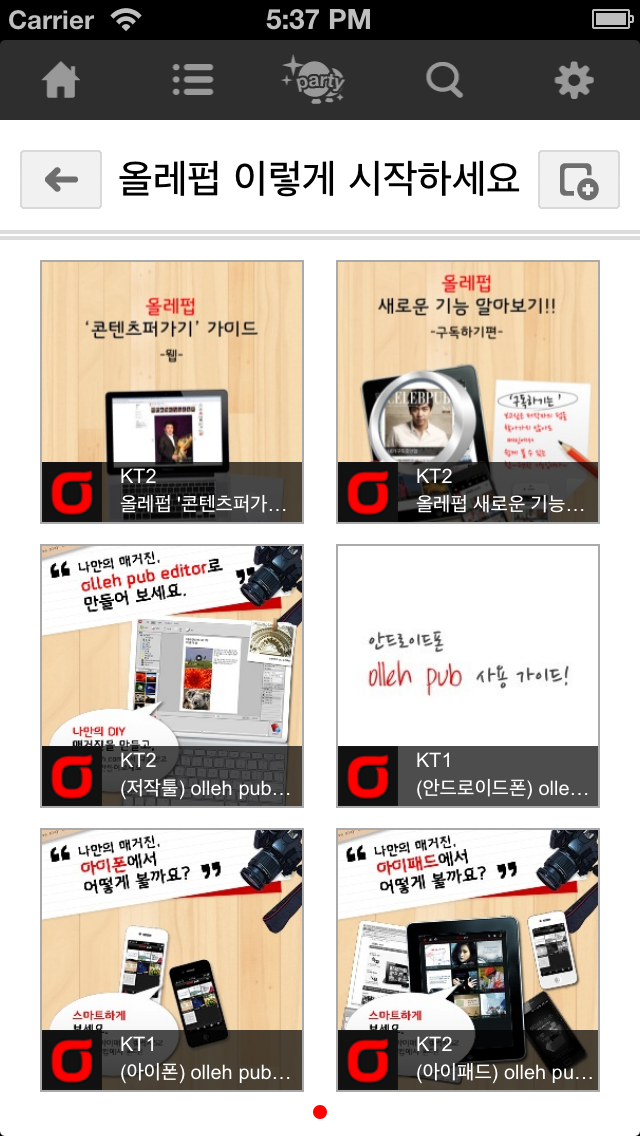 Carrier 5:37 PM
party
올레펍 이렇게 시작하세요
올레펍
‘콘텐츠퍼가기’ 가이드
-웹-
KT2
올레펍 '콘텐츠퍼가...
올레펍
새로운 기능 알아보기!!
-구독하기편-
'구독하기는'
KT2
올레펍 새로운 기능...
“ 나만의 매거진,
olleh pub editor로
만들어 보세요. ”
나만의 DIY
매거진을 만들고,
KT2
(저작툴) olleh pub...
안드로이드폰
olleh pub 사용 가이드!
KT1
(안드로이드폰) olle...
“ 나만의 매거진,
아이폰에서
어떻게 볼까요? ”
스마트하게
보세요.
KT1
(아이폰) olleh pub...
“ 나만의 매거진,
아이패드에서
어떻게 볼까요? ”
스마트하게
보세요.
KT2
(아이패드) olleh pu...